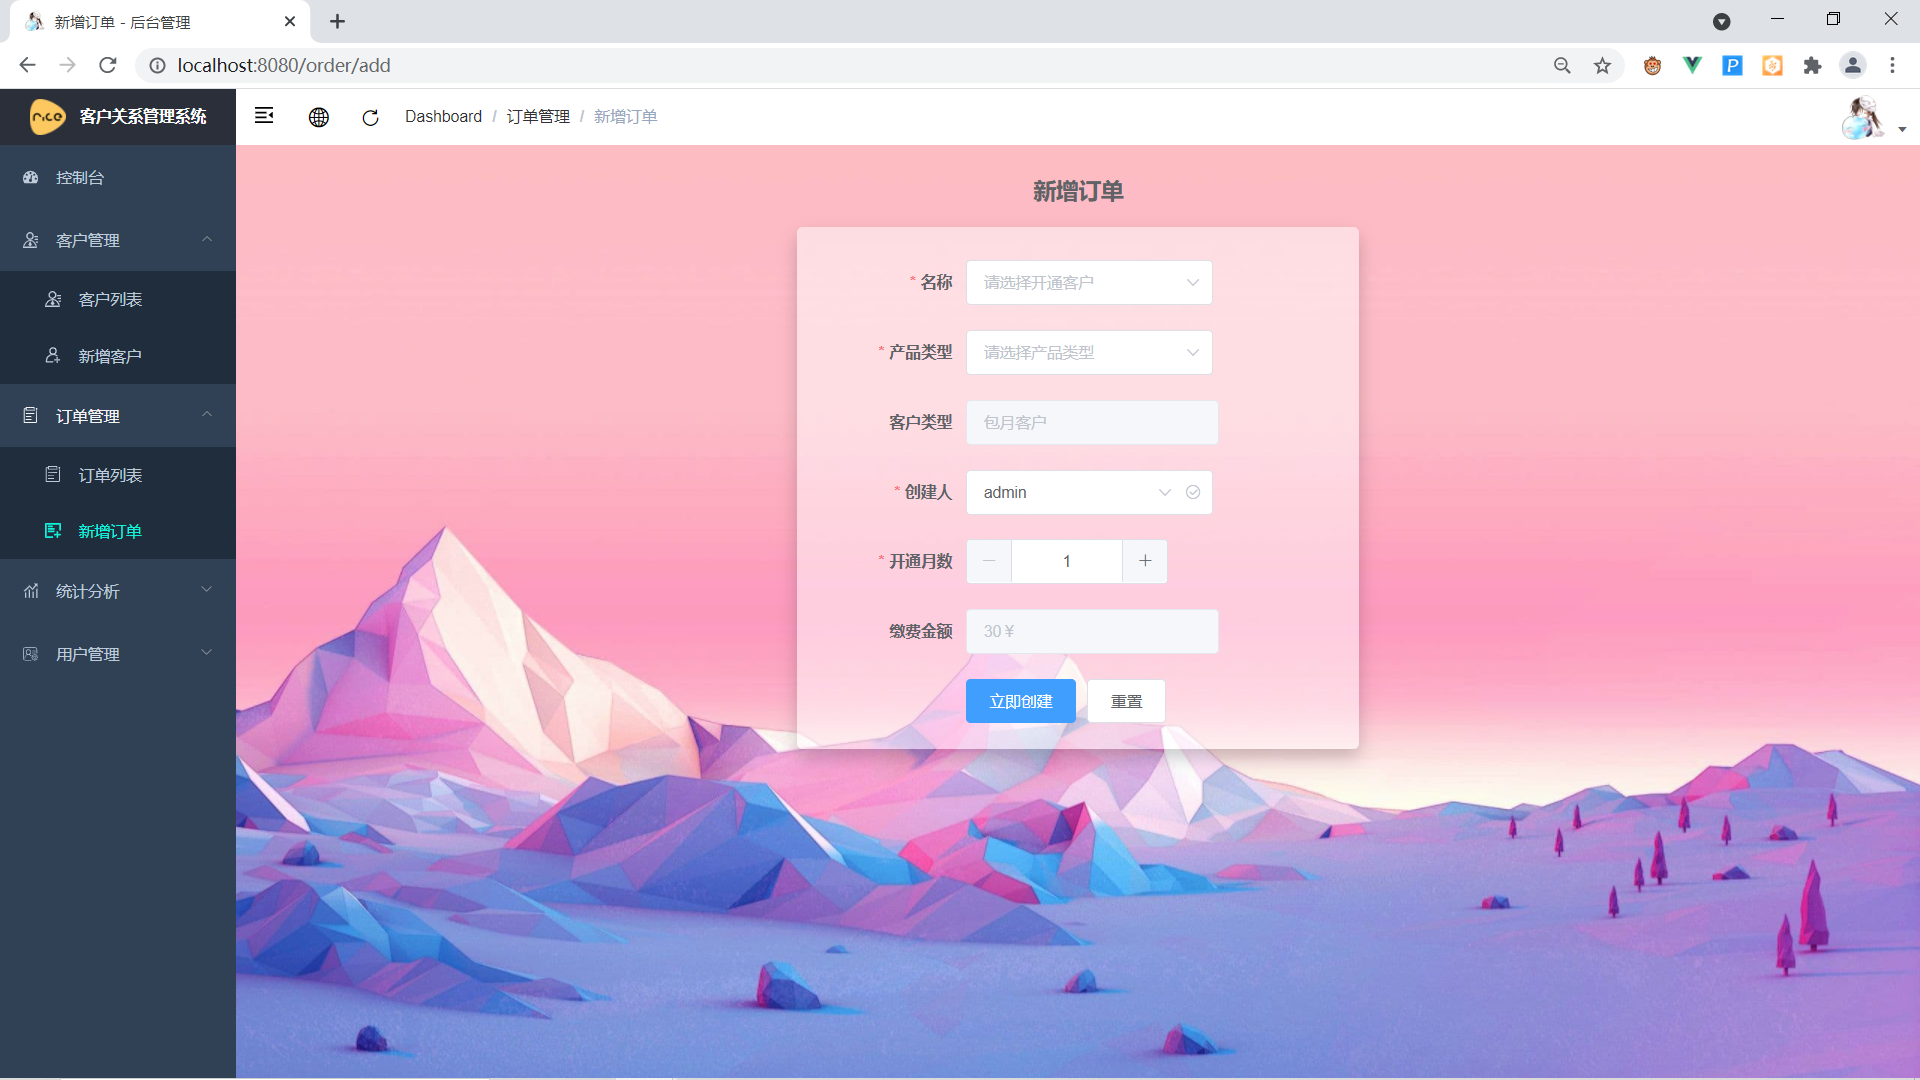 新增订单 - 后台管理
localhost:8080/order/add
nice 客户关系管理系统
Dashboard / 订单管理 / 新增订单
控制台
客户管理
客户列表
新增客户
订单管理
订单列表
新增订单
统计分析
用户管理
新增订单
* 名称 请选择开通客户
* 产品类型 请选择产品类型
客户类型 包月客户
* 创建人 admin
* 开通月数 1
缴费金额 30 ¥
立即创建 重置